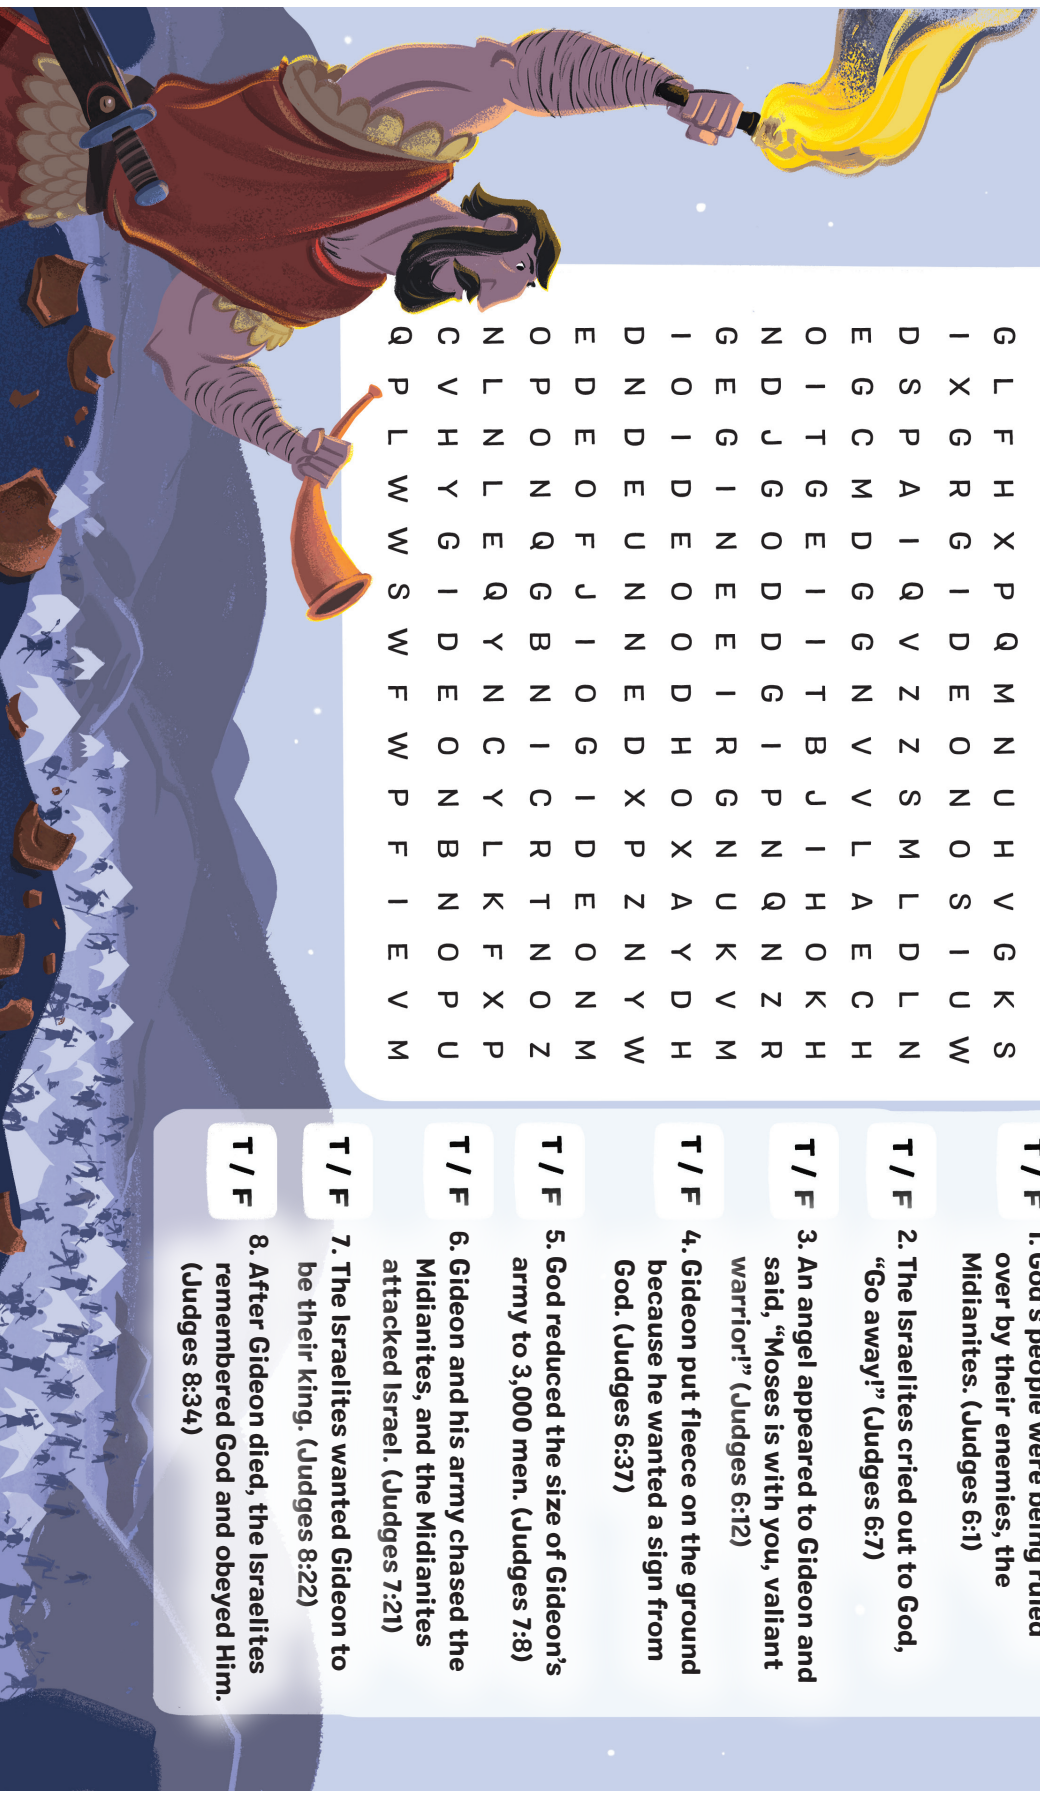 G L F H X P Q M N U H V G K S
I X G R G I D E O N O S I U W
D S P A I Q V Z Z S M L D L N
E G C M D G G N V V L A E C H
O I T G E I I T B J I H O K H
N D J G O D D G I P N Q N Z R
G E G I N E E I R G N U K V M
I O I D E O O D H O X A Y D H
D N D E U N N E D X P Z N Y W
E D E O F J I O G I D E O N M
O P O N Q G B N I C R T N O Z
N L N L E Q Y N C Y L K F X P
C V H Y G I D E O N B N O P U
Q P L W W S W F W P F I E V M
T / F 1. God's people were being ruled
over by their enemies, the
Midianites. (Judges 6:1)
T / F 2. The Israelites cried out to God,
“Go away!” (Judges 6:7)
T / F 3. An angel appeared to Gideon and
said, “Moses is with you, valiant
warrior!” (Judges 6:12)
T / F 4. Gideon put fleece on the ground
because he wanted a sign from
God. (Judges 6:37)
T / F 5. God reduced the size of Gideon’s
army to 3,000 men. (Judges 7:8)
T / F 6. Gideon and his army chased the
Midianites, and the Midianites
attacked Israel. (Judges 7:21)
T / F 7. The Israelites wanted Gideon to
be their king. (Judges 8:22)
T / F 8. After Gideon died, the Israelites
remembered God and obeyed Him.
(Judges 8:34)